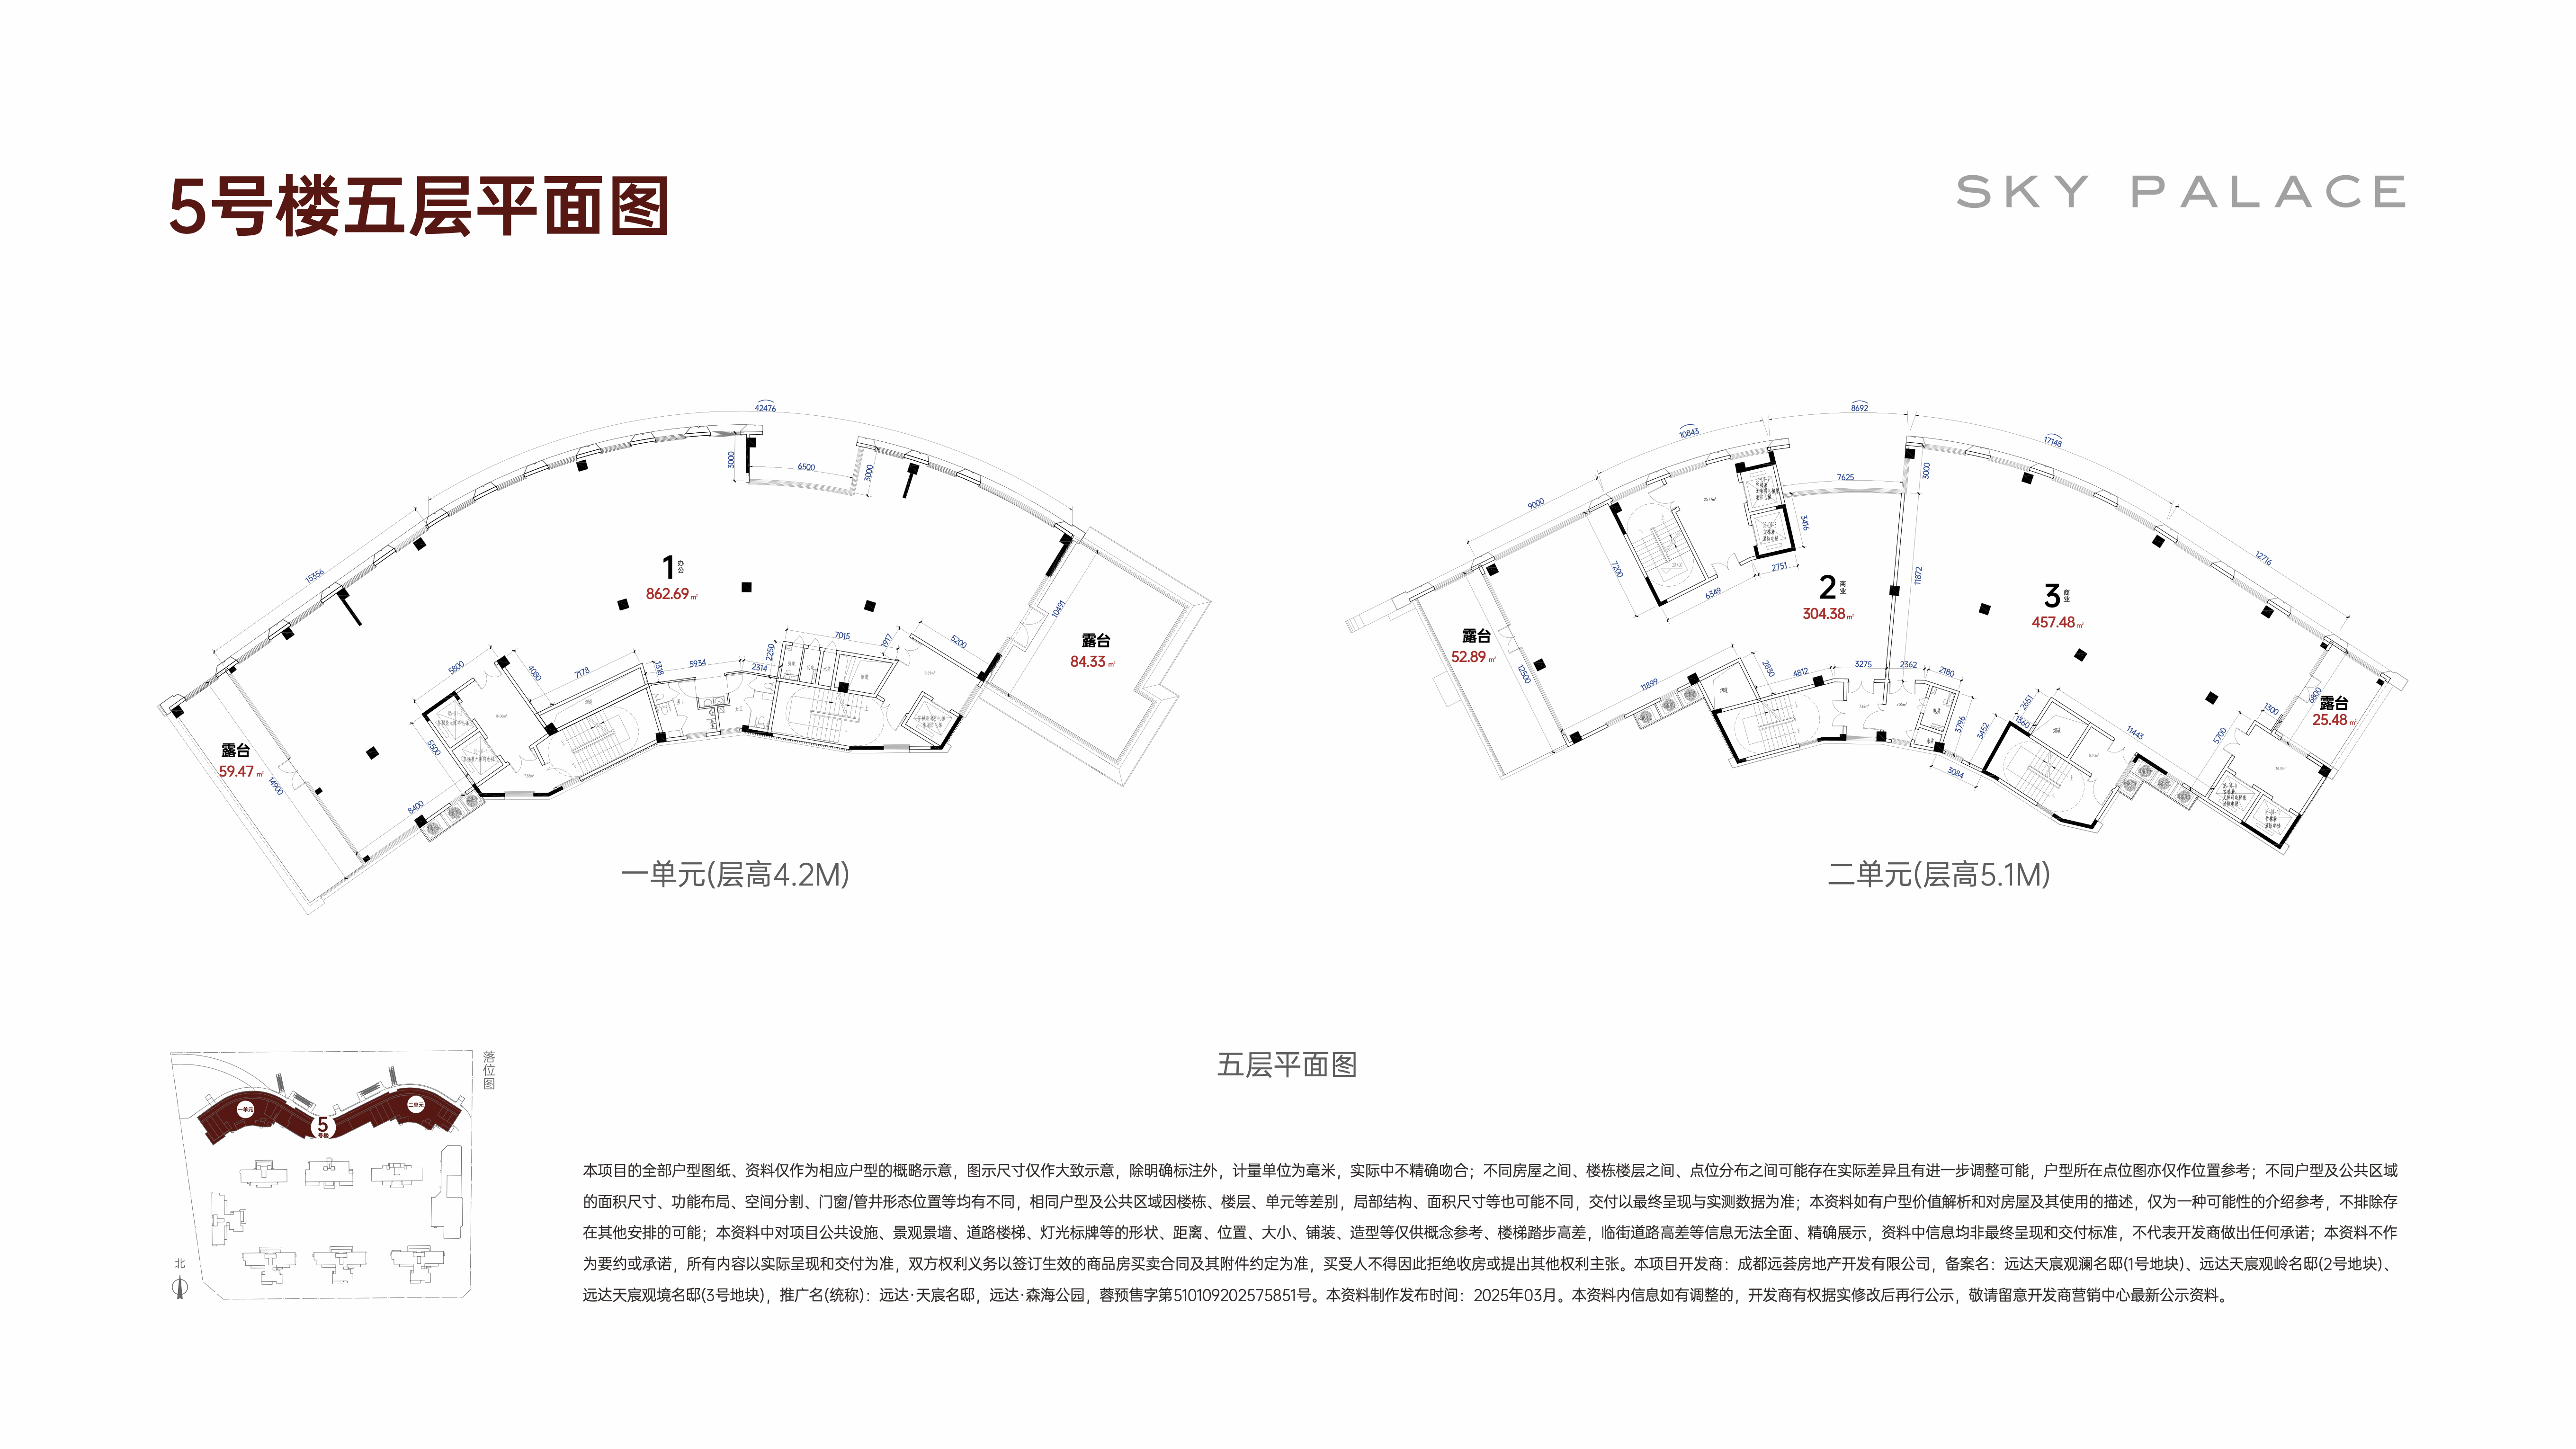 5号楼五层平面图
SKY PALACE
42476
3000
6500
3000
15356
1
办公
862.69㎡
10491
露台
84.33㎡
5800
4080
7178
1318
5934
2314
2250
7015
1917
5200
烟道
男卫
女卫
烟道
5500
露台
59.47㎡
14900
8400
一单元(层高4.2M)
8692
10843
17148
9000
7625
3000
3416
2751
7200
6349
11872
12716
2
商业
304.38㎡
3
商业
457.48㎡
露台
52.89㎡
12500
11899
2830
4812
3275
2362
2180
烟道
3796
3452
3084
2651
1360
烟道
11443
5700
1300
6800
露台
25.48㎡
二单元(层高5.1M)
五层平面图
落位图
一单元
二单元
5
号楼
北
本项目的全部户型图纸、资料仅作为相应户型的概略示意，图示尺寸仅作大致示意，除明确标注外，计量单位为毫米，实际中不精确吻合；不同房屋之间、楼栋楼层之间、点位分布之间可能存在实际差异且有进一步调整可能，户型所在点位图亦仅作位置参考；不同户型及公共区域
的面积尺寸、功能布局、空间分割、门窗/管井形态位置等均有不同，相同户型及公共区域因楼栋、楼层、单元等差别，局部结构、面积尺寸等也可能不同，交付以最终呈现与实测数据为准；本资料如有户型价值解析和对房屋及其使用的描述，仅为一种可能性的介绍参考，不排除存
在其他安排的可能；本资料中对项目公共设施、景观景墙、道路楼梯、灯光标牌等的形状、距离、位置、大小、铺装、造型等仅供概念参考、楼梯踏步高差，临街道路高差等信息无法全面、精确展示，资料中信息均非最终呈现和交付标准，不代表开发商做出任何承诺；本资料不作
为要约或承诺，所有内容以实际呈现和交付为准，双方权利义务以签订生效的商品房买卖合同及其附件约定为准，买受人不得因此拒绝收房或提出其他权利主张。本项目开发商：成都远荟房地产开发有限公司，备案名：远达天宸观澜名邸(1号地块)、远达天宸观岭名邸(2号地块)、
远达天宸观境名邸(3号地块)，推广名(统称)：远达·天宸名邸，远达·森海公园，蓉预售字第510109202575851号。本资料制作发布时间：2025年03月。本资料内信息如有调整的，开发商有权据实修改后再行公示，敬请留意开发商营销中心最新公示资料。